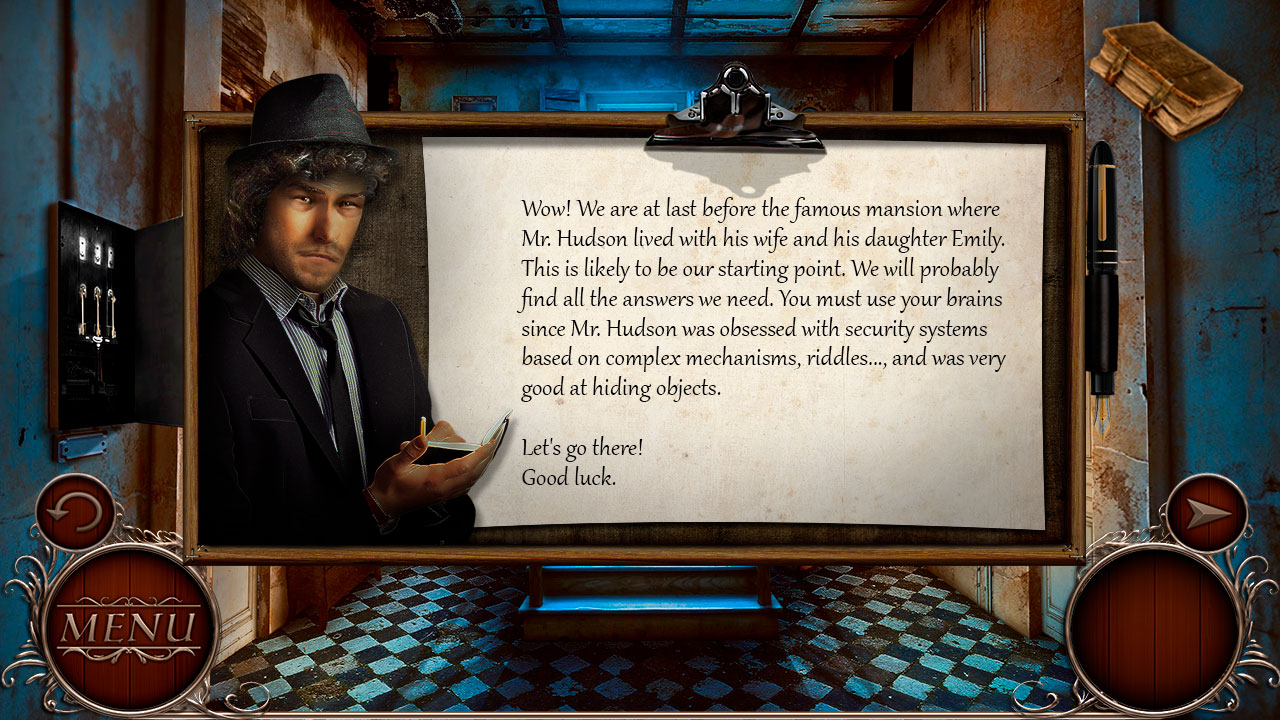 Wow! We are at last before the famous mansion where
Mr. Hudson lived with his wife and his daughter Emily.
This is likely to be our starting point. We will probably
find all the answers we need. You must use your brains
since Mr. Hudson was obsessed with security systems
based on complex mechanisms, riddles..., and was very
good at hiding objects.
Let's go there!
Good luck.
MENU